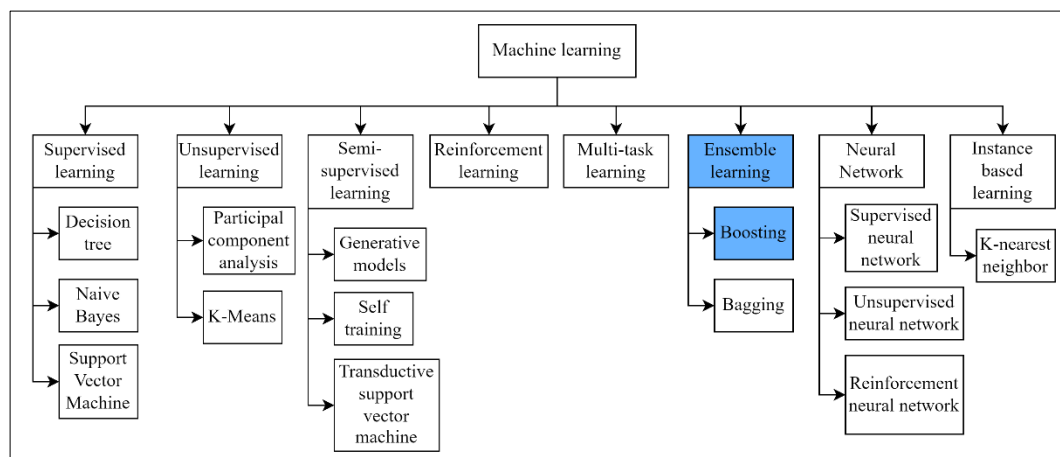 Machine learning
Supervised
learning
Unsupervised
learning
Semi-
supervised
learning
Reinforcement
learning
Multi-task
learning
Ensemble
learning
Neural
Network
Instance
based
learning
Decision
tree
Naive
Bayes
Support
Vector
Machine
Participal
component
analysis
K-Means
Generative
models
Self
training
Transductive
support
vector
machine
Boosting
Bagging
Supervised
neural
network
Unsupervised
neural network
Reinforcement
neural network
K-nearest
neighbor